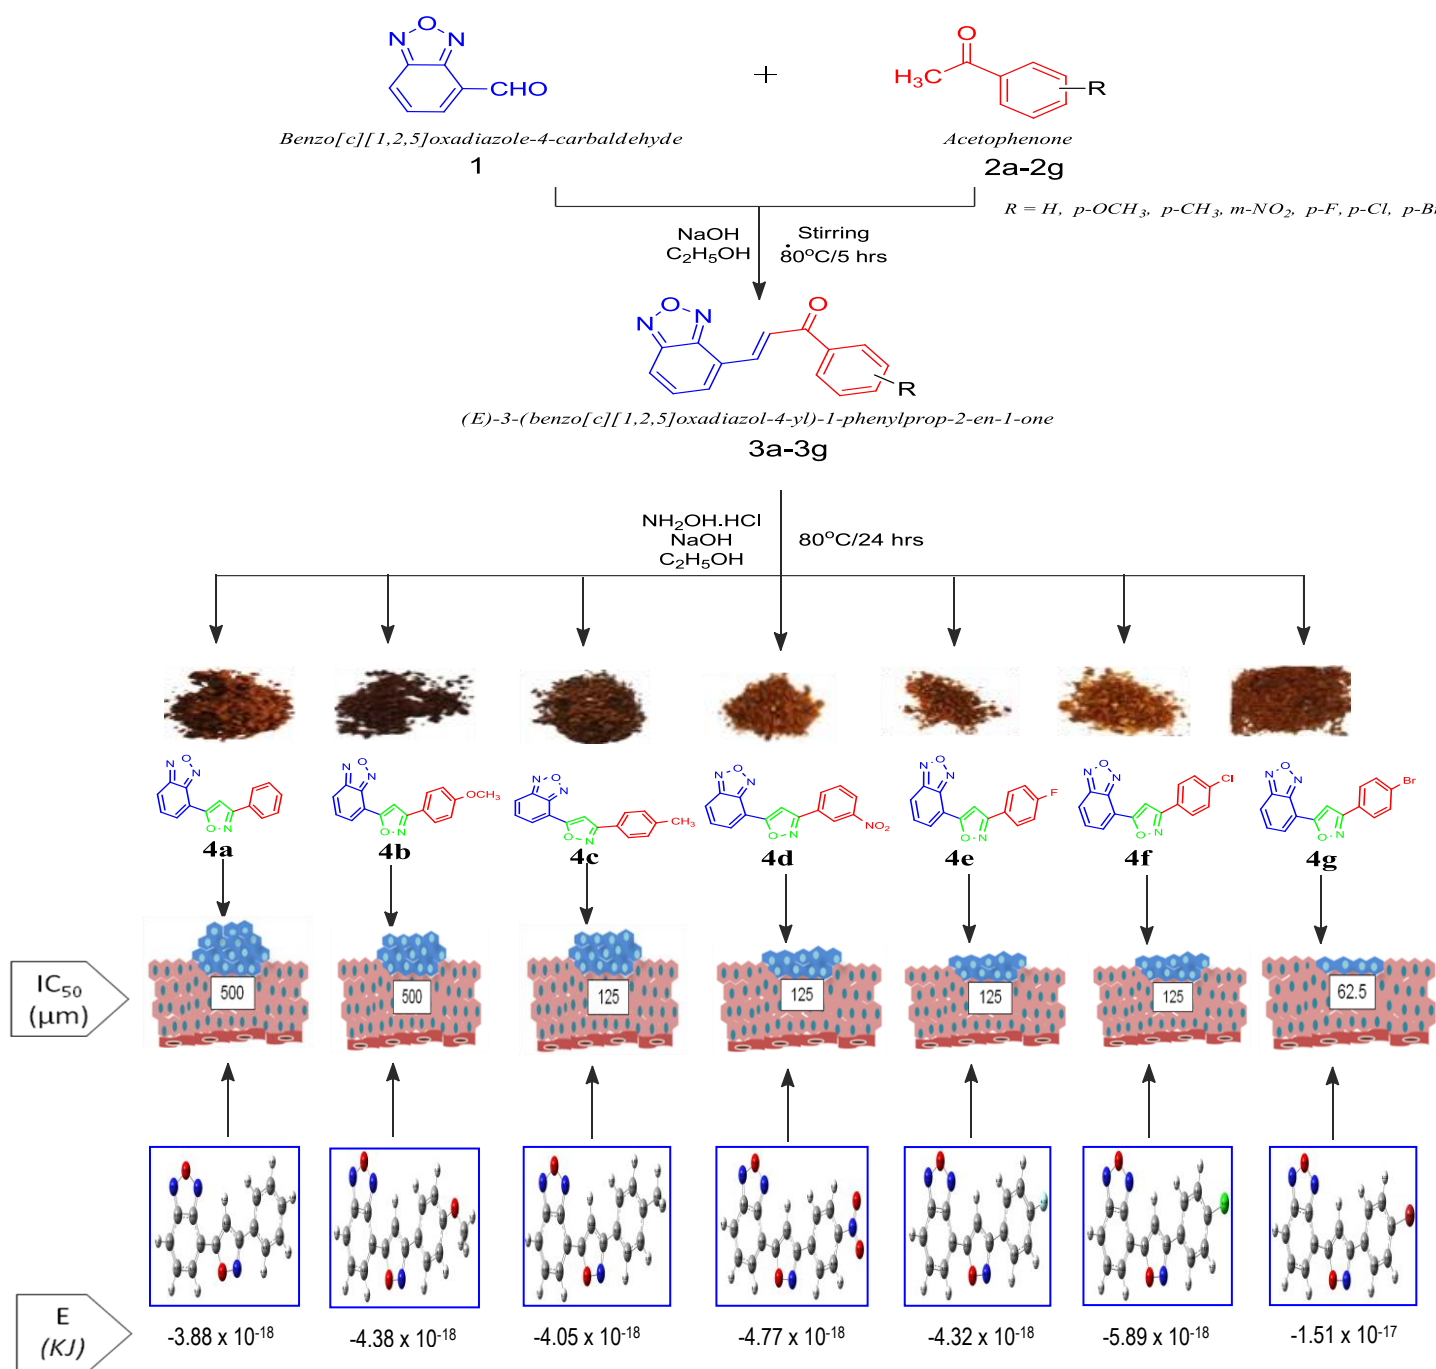 N O N
CHO
Benzo[c][1,2,5]oxadiazole-4-carbaldehyde
1
+
O
H₃C
R
Acetophenone
2a-2g
R = H, p-OCH₃, p-CH₃, m-NO₂, p-F, p-Cl, p-Br
NaOH
C₂H₅OH
Stirring
80°C/5 hrs
N O N
O
R
(E)-3-(benzo[c][1,2,5]oxadiazol-4-yl)-1-phenylprop-2-en-1-one
3a-3g
NH₂OH.HCl
NaOH
C₂H₅OH
80°C/24 hrs
N O N
O N
4a
N O N
OCH₃
O N
4b
N O N
CH₃
O N
4c
N O N
NO₂
O N
4d
N O N
F
O N
4e
N O N
Cl
O N
4f
N O N
Br
O N
4g
IC₅₀
(µm)
500 500 125 125 125 125 62.5
E
(KJ)
-3.88 x 10⁻¹⁸ -4.38 x 10⁻¹⁸ -4.05 x 10⁻¹⁸ -4.77 x 10⁻¹⁸ -4.32 x 10⁻¹⁸ -5.89 x 10⁻¹⁸ -1.51 x 10⁻¹⁷